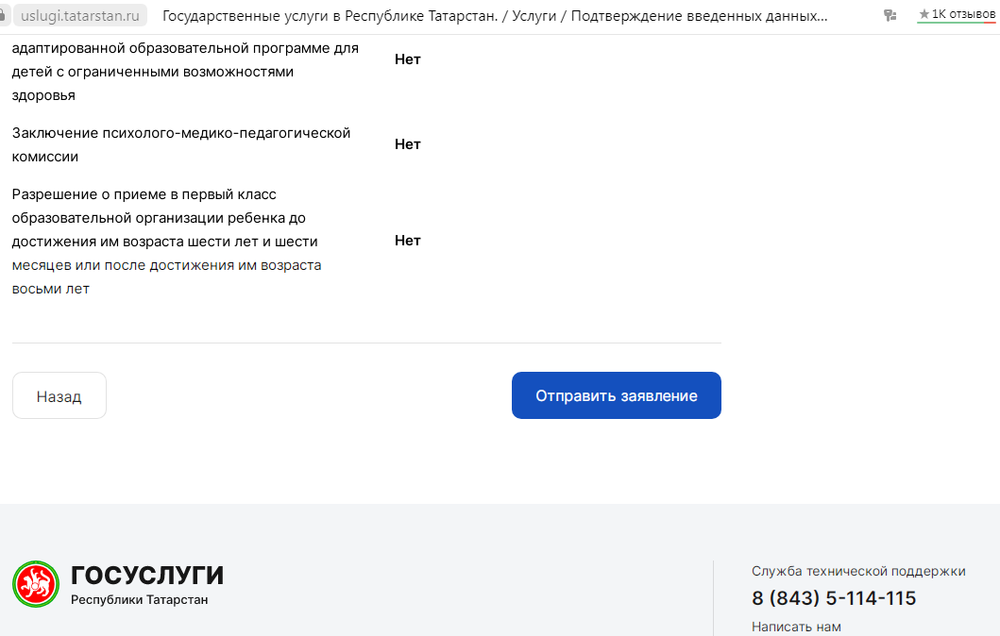 uslugi.tatarstan.ru Государственные услуги в Республике Татарстан. / Услуги / Подтверждение введенных данных... ★1K отзывов
адаптированной образовательной программе для
детей с ограниченными возможностями
здоровья
Нет
Заключение психолого-медико-педагогической
комиссии
Нет
Разрешение о приеме в первый класс
образовательной организации ребенка до
достижения им возраста шести лет и шести
месяцев или после достижения им возраста
восьми лет
Нет
Назад
Отправить заявление
ГОСУСЛУГИ
Республики Татарстан
Служба технической поддержки
8 (843) 5-114-115
Написать нам